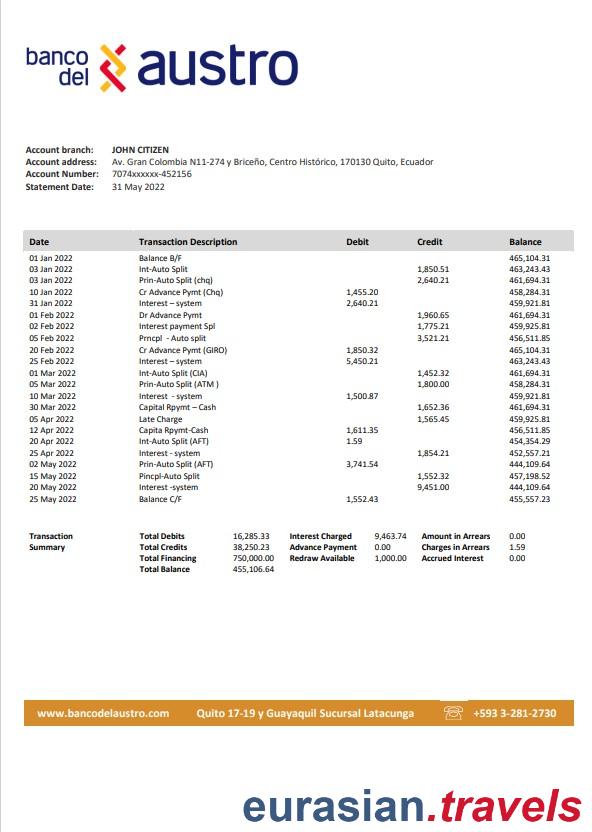 banco
del austro
Account branch: JOHN CITIZEN
Account address: Av. Gran Colombia N11-274 y Briceño, Centro Histórico, 170130 Quito, Ecuador
Account Number: 7074xxxxxx-452156
Statement Date: 31 May 2022
Date Transaction Description Debit Credit Balance
01 Jan 2022 Balance B/F 465,104.31
03 Jan 2022 Int-Auto Split 1,850.51 463,243.43
03 Jan 2022 Prin-Auto Split (chq) 2,640.21 461,694.31
10 Jan 2022 Cr Advance Pymt (Chq) 1,455.20 458,284.31
31 Jan 2022 Interest – system 2,640.21 459,921.81
01 Feb 2022 Dr Advance Pymt 1,960.65 461,694.31
02 Feb 2022 Interest payment Spl 1,775.21 459,925.81
05 Feb 2022 Prncpl - Auto split 3,521.21 456,511.85
20 Feb 2022 Cr Advance Pymt (GIRO) 1,850.32 465,104.31
25 Feb 2022 Interest – system 5,450.21 463,243.43
01 Mar 2022 Int-Auto Split (CIA) 1,452.32 461,694.31
05 Mar 2022 Prin-Auto Split (ATM ) 1,800.00 458,284.31
10 Mar 2022 Interest - system 1,500.87 459,921.81
30 Mar 2022 Capital Rpymt – Cash 1,652.36 461,694.31
05 Apr 2022 Late Charge 1,565.45 459,925.81
12 Apr 2022 Capita Rpymt-Cash 1,611.35 456,511.85
20 Apr 2022 Int-Auto Split (AFT) 1.59 454,354.29
25 Apr 2022 Interest - system 1,854.21 452,557.21
02 May 2022 Prin-Auto Split (AFT) 3,741.54 444,109.64
15 May 2022 Pincpl-Auto Split 1,552.32 457,198.52
20 May 2022 Interest -system 9,451.00 444,109.64
25 May 2022 Balance C/F 1,552.43 455,557.23
Transaction Total Debits 16,285.33 Interest Charged 9,463.74 Amount in Arrears 0.00
Summary Total Credits 38,250.23 Advance Payment 0.00 Charges in Arrears 1.59
Total Financing 750,000.00 Redraw Available 1,000.00 Accrued Interest 0.00
Total Balance 455,106.64
www.bancodelaustro.com Quito 17-19 y Guayaquil Sucursal Latacunga +593 3-281-2730
eurasian.travels